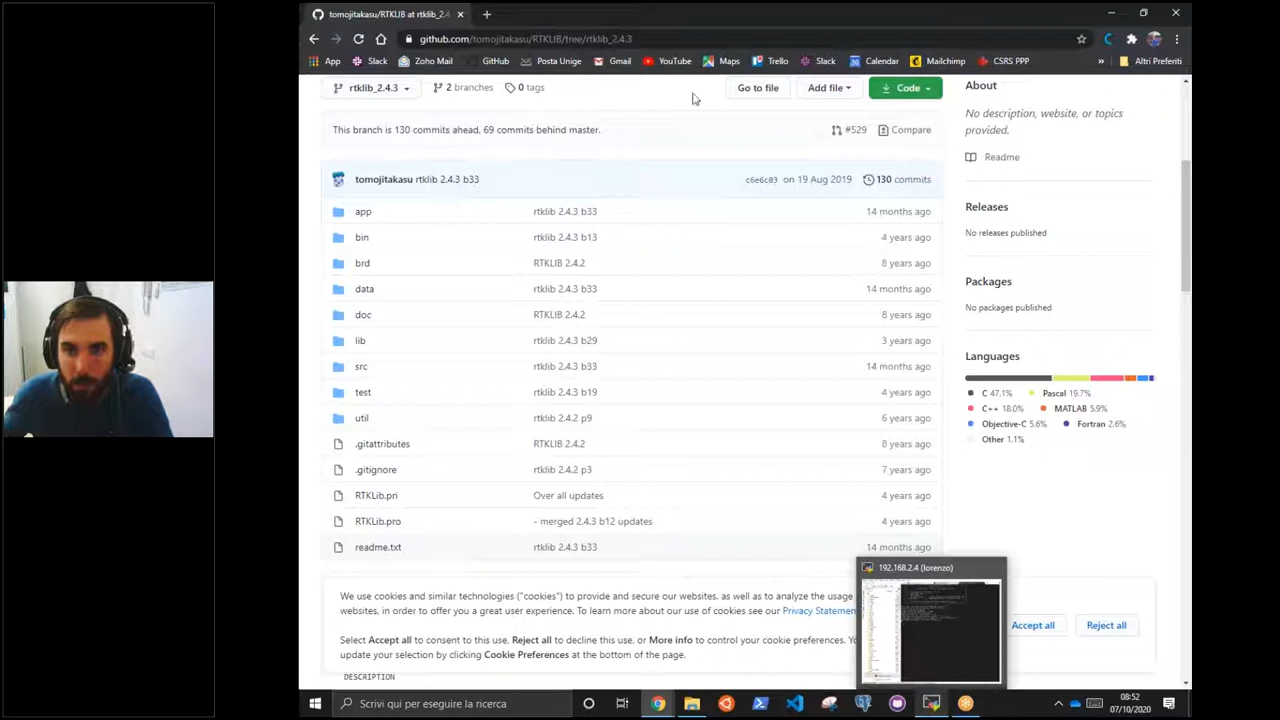 tomojitakasu/RTKLIB at rtklib_2.4
github.com/tomojitakasu/RTKLIB/tree/rtklib_2.4.3
App Slack Zoho Mail GitHub Posta Unige Gmail YouTube Maps Trello Slack Calendar Mailchimp CSRS PPP » Altri Preferiti
rtklib_2.4.3 2 branches 0 tags Go to file Add file Code
About
No description, website, or topics
provided.
Readme
This branch is 130 commits ahead, 69 commits behind master. #529 Compare
tomojitakasu rtklib 2.4.3 b33 c6e6c03 on 19 Aug 2019 130 commits
app rtklib 2.4.3 b33 14 months ago
bin rtklib 2.4.3 b13 4 years ago
brd RTKLIB 2.4.2 8 years ago
data rtklib 2.4.3 b33 14 months ago
doc RTKLIB 2.4.2 8 years ago
lib rtklib 2.4.3 b29 3 years ago
src rtklib 2.4.3 b33 14 months ago
test rtklib 2.4.3 b19 4 years ago
util rtklib 2.4.2 p9 6 years ago
.gitattributes RTKLIB 2.4.2 8 years ago
.gitignore rtklib 2.4.2 p3 7 years ago
RTKLib.pri Over all updates 4 years ago
RTKLib.pro - merged 2.4.3 b12 updates 4 years ago
readme.txt rtklib 2.4.3 b33 14 months ago
Releases
No releases published
Packages
No packages published
Languages
C 47.1% Pascal 19.7%
C++ 18.0% MATLAB 5.9%
Objective-C 5.6% Fortran 2.6%
Other 1.1%
192.168.2.4 (lorenzo)
We use cookies and similar technologies ("cookies") to provide and secure our websites, as well as to analyze the usage
websites, in order to offer you a great user experience. To learn more about our use of cookies see our Privacy Statemen
Select Accept all to consent to this use, Reject all to decline this use, or More info to control your cookie preferences. Yo
update your selection by clicking Cookie Preferences at the bottom of the page.
Accept all Reject all
DESCRIPTION
Scrivi qui per eseguire la ricerca
08:52
07/10/2020